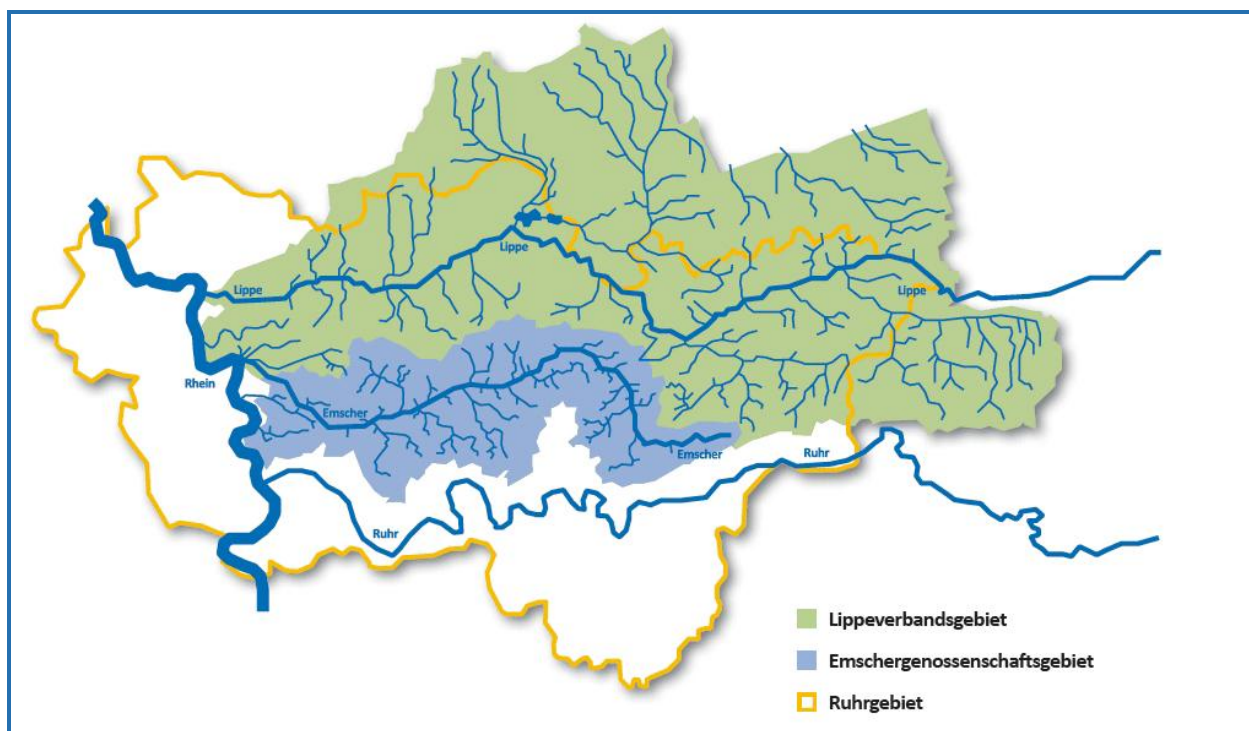 Lippe
Lippe
Lippe
Rhein
Emscher
Emscher
Ruhr
Ruhr
Lippeverbandsgebiet
Emschergenossenschaftsgebiet
Ruhrgebiet